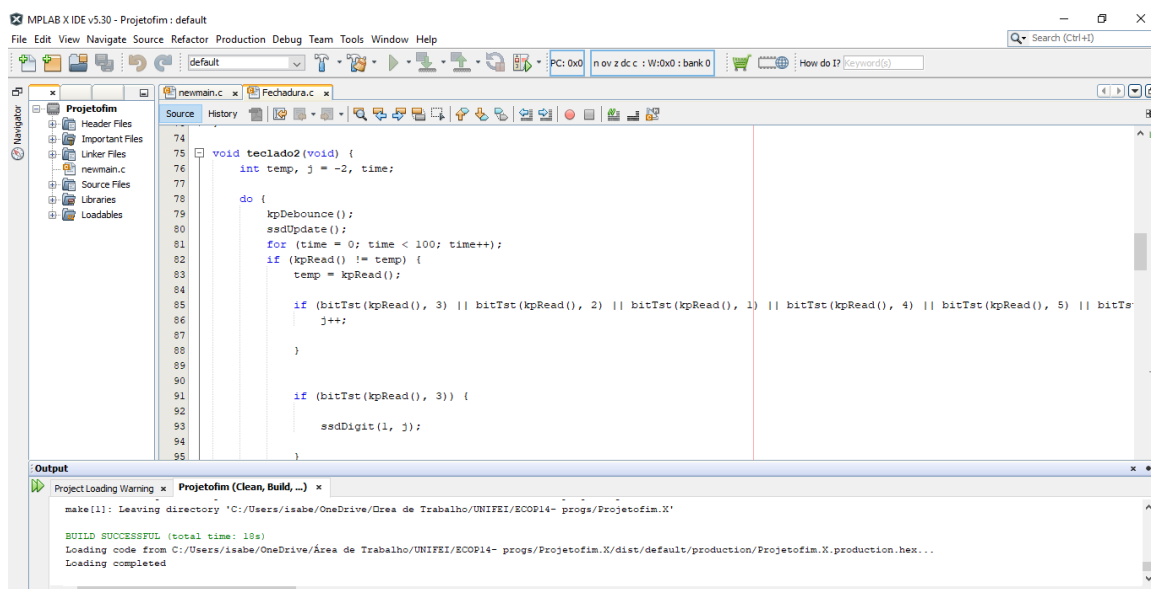 MPLAB X IDE v5.30 - Projetofim : default
File Edit View Navigate Source Refactor Production Debug Team Tools Window Help
Search (Ctrl+I)
default
PC: 0x0
n ov z dc c : W:0x0 : bank 0
How do I?
Keyword(s)
Navigator
Projetofim
Header Files
Important Files
Linker Files
newmain.c
Source Files
Libraries
Loadables
newmain.c
Fechadura.c
Source History
74
75 void teclado2(void) {
76 int temp, j = -2, time;
77
78 do {
79 kpDebounce();
80 ssdUpdate();
81 for (time = 0; time < 100; time++);
82 if (kpRead() != temp) {
83 temp = kpRead();
84
85 if (bitTst(kpRead(), 3) || bitTst(kpRead(), 2) || bitTst(kpRead(), 1) || bitTst(kpRead(), 4) || bitTst(kpRead(), 5) || bitTs
86 j++;
87
88 }
89
90
91 if (bitTst(kpRead(), 3)) {
92
93 ssdDigit(1, j);
94
95 }
Output
Project Loading Warning
Projetofim (Clean, Build, ...)
make[1]: Leaving directory 'C:/Users/isabe/OneDrive/□rea de Trabalho/UNIFEI/ECOP14- progs/Projetofim.X'
BUILD SUCCESSFUL (total time: 18s)
Loading code from C:/Users/isabe/OneDrive/Área de Trabalho/UNIFEI/ECOP14- progs/Projetofim.X/dist/default/production/Projetofim.X.production.hex...
Loading completed